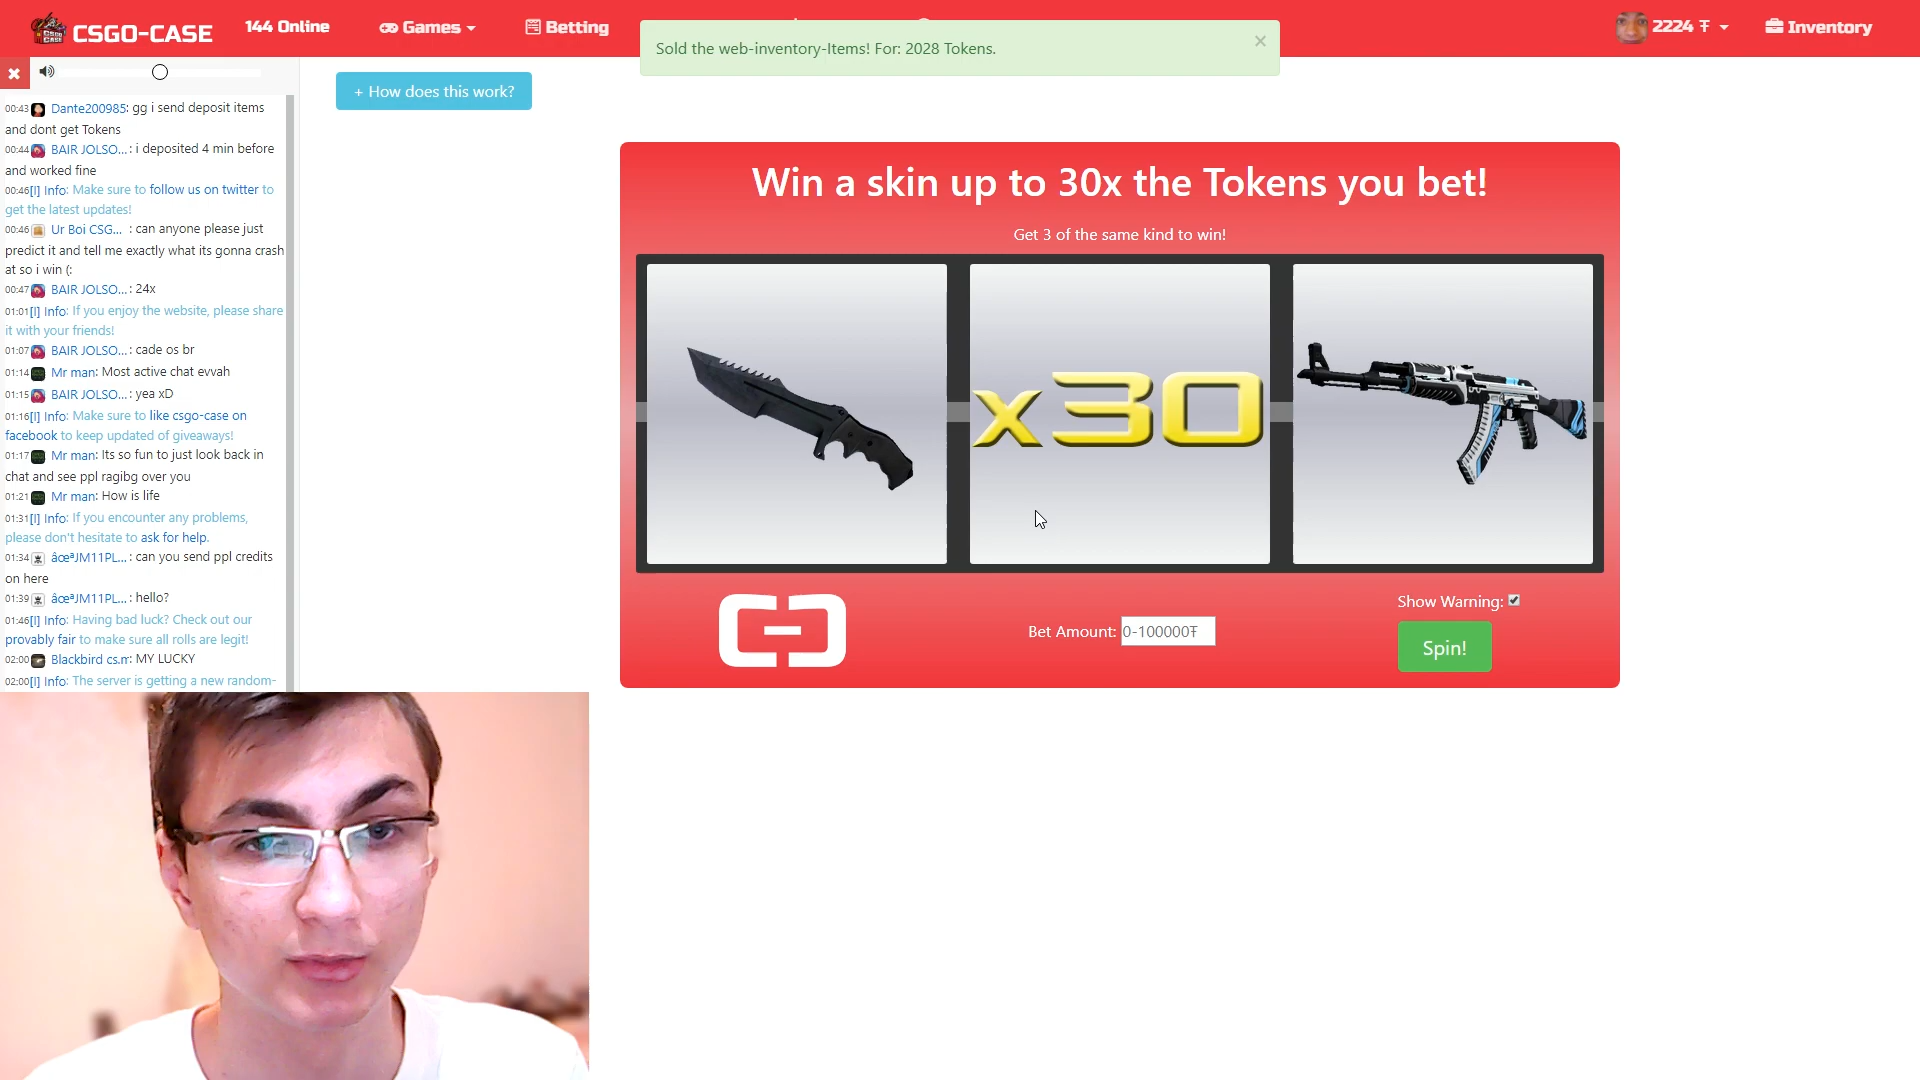 CSGO-CASE
144 Online
Games
Betting
2224 Ŧ
Inventory
Sold the web-inventory-Items! For: 2028 Tokens.
×
+ How does this work?
00:43 Dante200985: gg i send deposit items
and dont get Tokens
00:44 BAIR JOLSO...: i deposited 4 min before
and worked fine
00:46[I] Info: Make sure to follow us on twitter to
get the latest updates!
00:46 Ur Boi CSG... : can anyone please just
predict it and tell me exactly what its gonna crash
at so i win (:
00:47 BAIR JOLSO...: 24x
01:01[I] Info: If you enjoy the website, please share
it with your friends!
01:07 BAIR JOLSO...: cade os br
01:14 Mr man: Most active chat evvah
01:15 BAIR JOLSO...: yea xD
01:16[I] Info: Make sure to like csgo-case on
facebook to keep updated of giveaways!
01:17 Mr man: Its so fun to just look back in
chat and see ppl ragibg over you
01:21 Mr man: How is life
01:31[I] Info: If you encounter any problems,
please don't hesitate to ask for help.
01:34 âœªJM11PL...: can you send ppl credits
on here
01:39 âœªJM11PL...: hello?
01:46[I] Info: Having bad luck? Check out our
provably fair to make sure all rolls are legit!
02:00 Blackbird cs.r: MY LUCKY
02:00[I] Info: The server is getting a new random-
Win a skin up to 30x the Tokens you bet!
Get 3 of the same kind to win!
x30
Bet Amount: 0-100000Ŧ
Show Warning:
Spin!